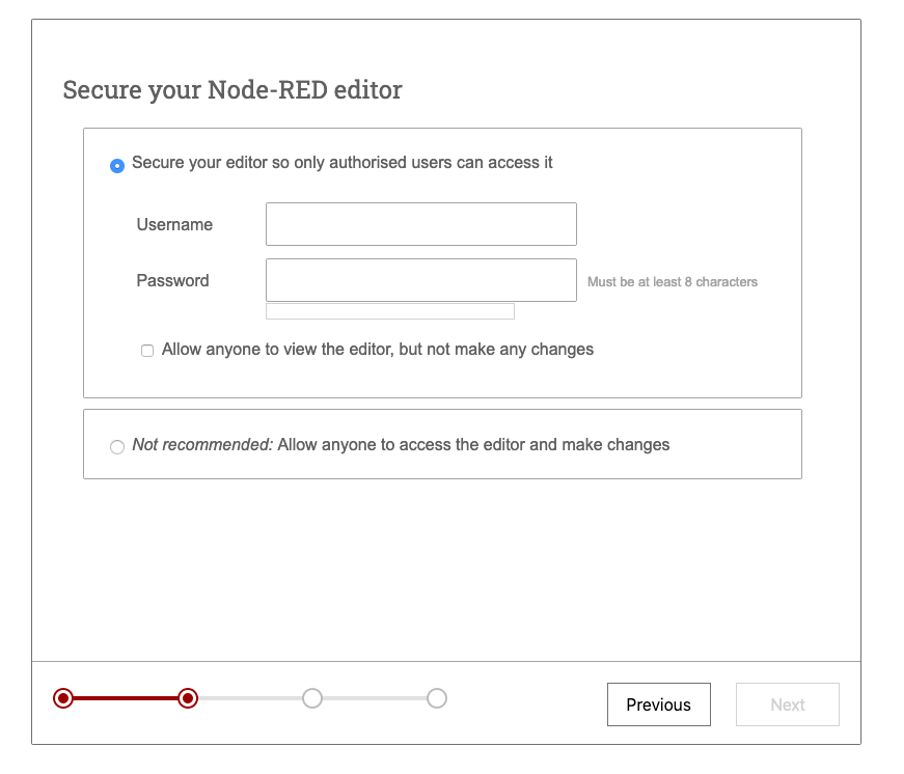 Secure your Node-RED editor
Secure your editor so only authorised users can access it
Username
Password
Must be at least 8 characters
Allow anyone to view the editor, but not make any changes
Not recommended: Allow anyone to access the editor and make changes
Previous
Next